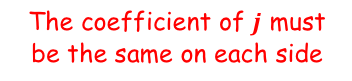 The coefficient of j must
be the same on each side